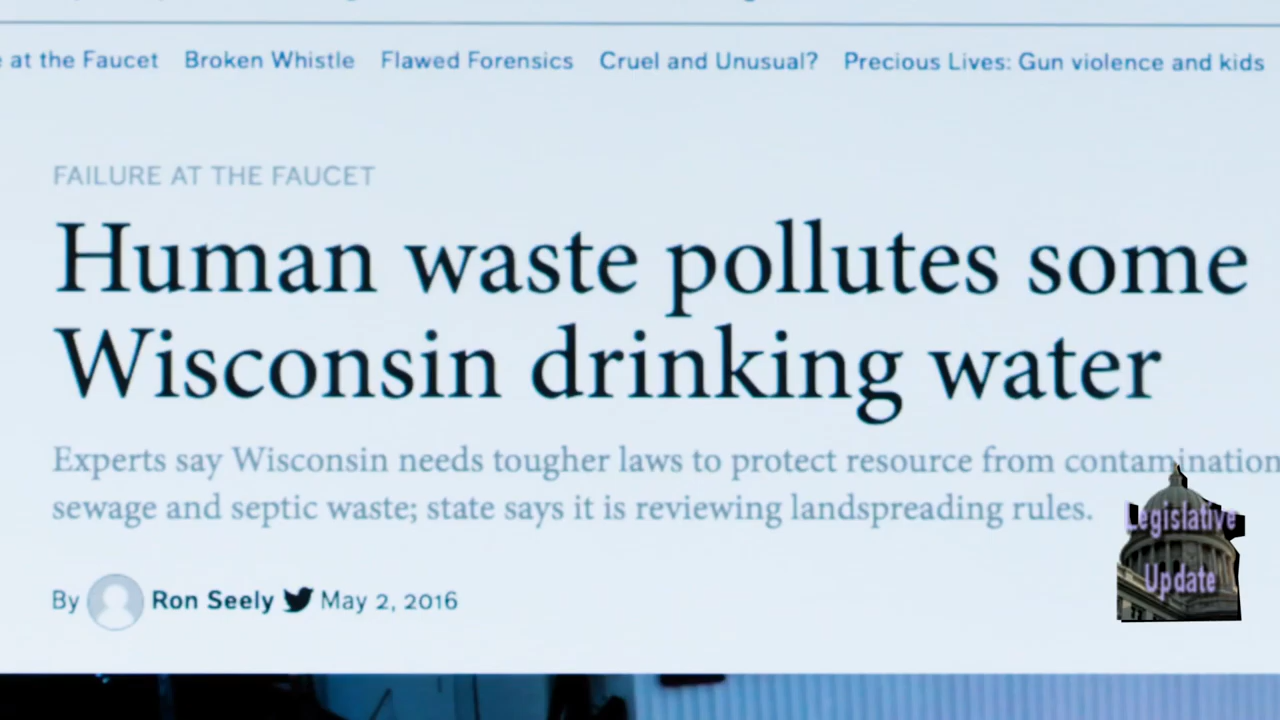 at the Faucet Broken Whistle Flawed Forensics Cruel and Unusual? Precious Lives: Gun violence and kids
FAILURE AT THE FAUCET
Human waste pollutes some
Wisconsin drinking water
Experts say Wisconsin needs tougher laws to protect resource from contamination
sewage and septic waste; state says it is reviewing landspreading rules.
By Ron Seely May 2, 2016
Legislative
Update